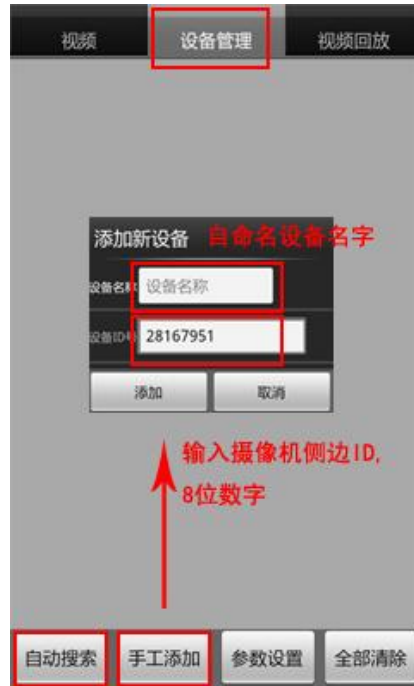 视频 设备管理 视频回放
添加新设备 自命名设备名字
设备名称 设备名称
设备ID号 28167951
添加 取消
输入摄像机侧边ID,
8位数字
自动搜索 手工添加 参数设置 全部清除